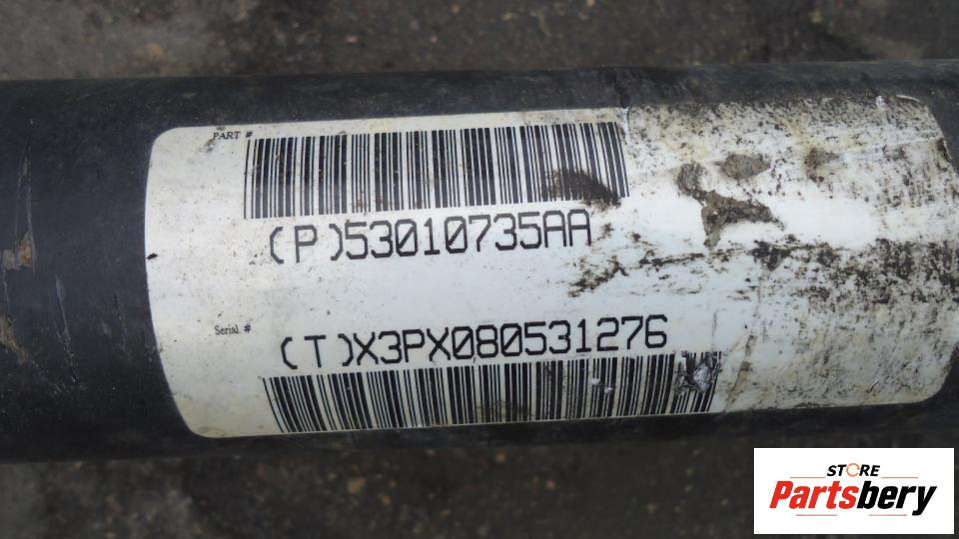 PART #
(P)53010735AA
Serial #
(T)X3PX080531276
STORE
Partsbery